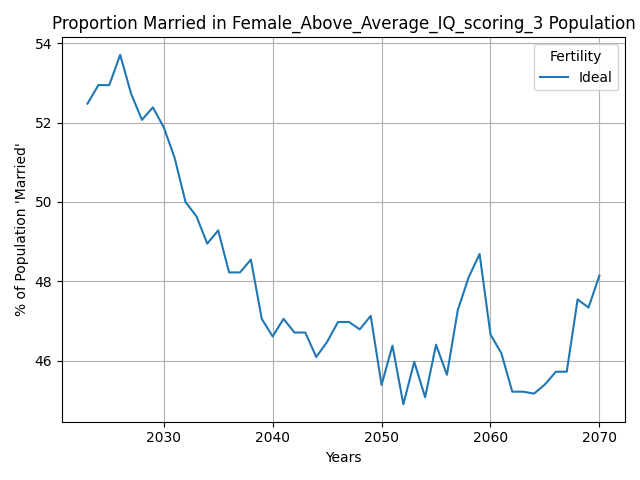 Proportion Married in Female_Above_Average_IQ_scoring_3 Population
Fertility
Ideal
% of Population 'Married'
54
52
50
48
46
2030
2040
2050
2060
2070
Years